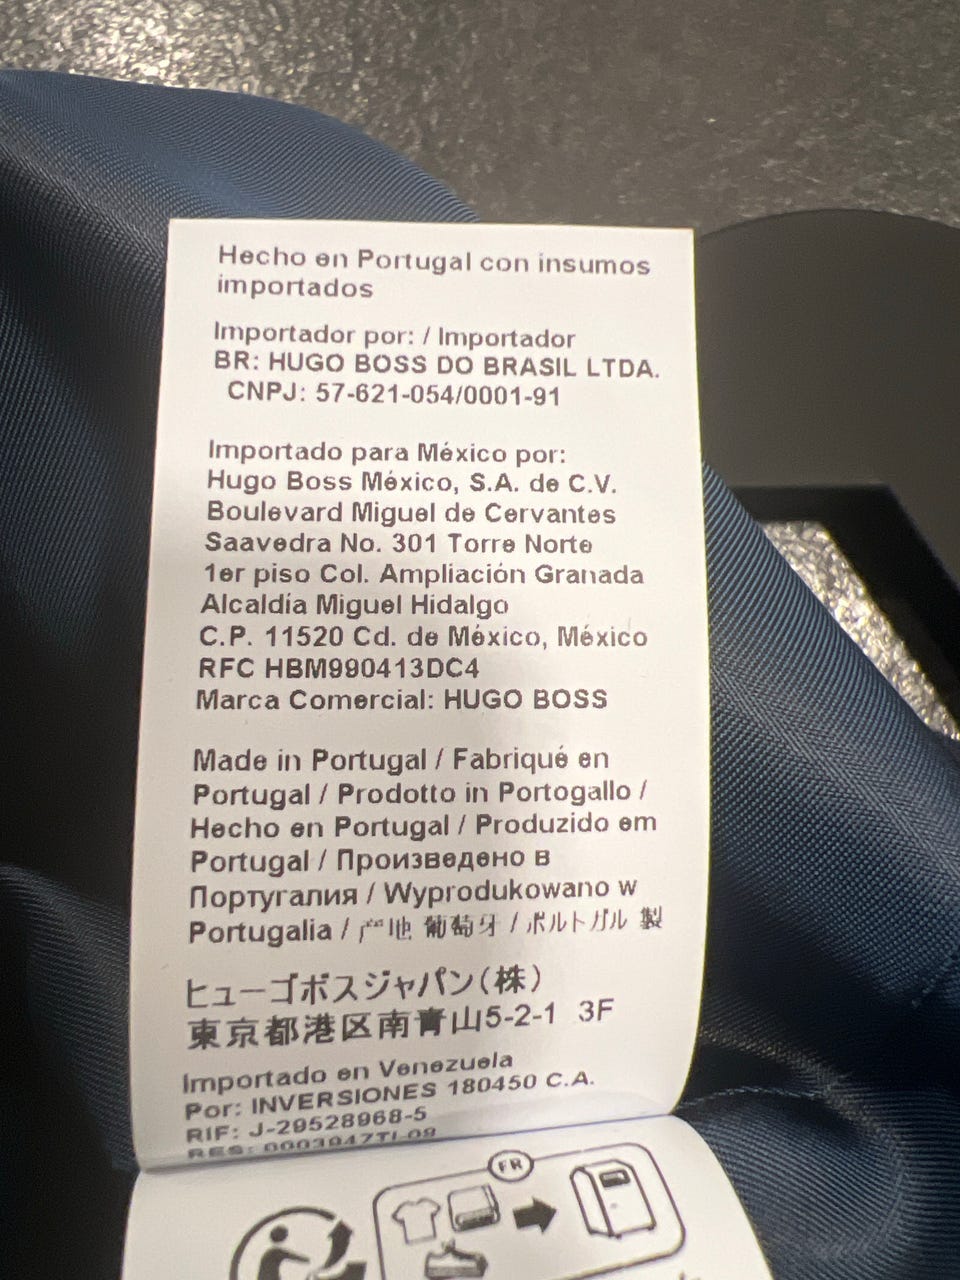 Hecho en Portugal con insumos
importados
Importador por: / Importador
BR: HUGO BOSS DO BRASIL LTDA.
CNPJ: 57-621-054/0001-91
Importado para México por:
Hugo Boss México, S.A. de C.V.
Boulevard Miguel de Cervantes
Saavedra No. 301 Torre Norte
1er piso Col. Ampliación Granada
Alcaldía Miguel Hidalgo
C.P. 11520 Cd. de México, México
RFC HBM990413DC4
Marca Comercial: HUGO BOSS
Made in Portugal / Fabriqué en
Portugal / Prodotto in Portogallo /
Hecho en Portugal / Produzido em
Portugal / Произведено в
Португалия / Wyprodukowano w
Portugalia / 产地 葡萄牙 / ポルトガル 製
ヒューゴボスジャパン(株)
東京都港区南青山5-2-1 3F
Importado en Venezuela
Por: INVERSIONES 180450 C.A.
RIF: J-29528968-5
RES: 0003947TI-09
FR